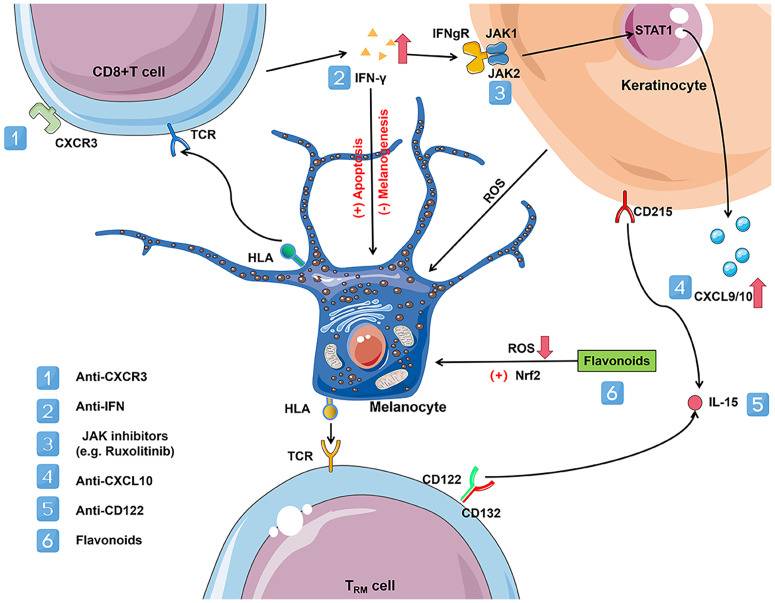 CD8+T cell
1
CXCR3
TCR
2
IFN-γ
IFNgR
JAK1
JAK2
3
STAT1
Keratinocyte
(+) Apoptosis
(-) Melanogenesis
ROS
CD215
HLA
4
CXCL9/10
ROS
(+) Nrf2
Flavonoids
6
IL-15
5
Melanocyte
HLA
TCR
CD122
CD132
TRM cell
1 Anti-CXCR3
2 Anti-IFN
3 JAK inhibitors
(e.g. Ruxolitinib)
4 Anti-CXCL10
5 Anti-CD122
6 Flavonoids